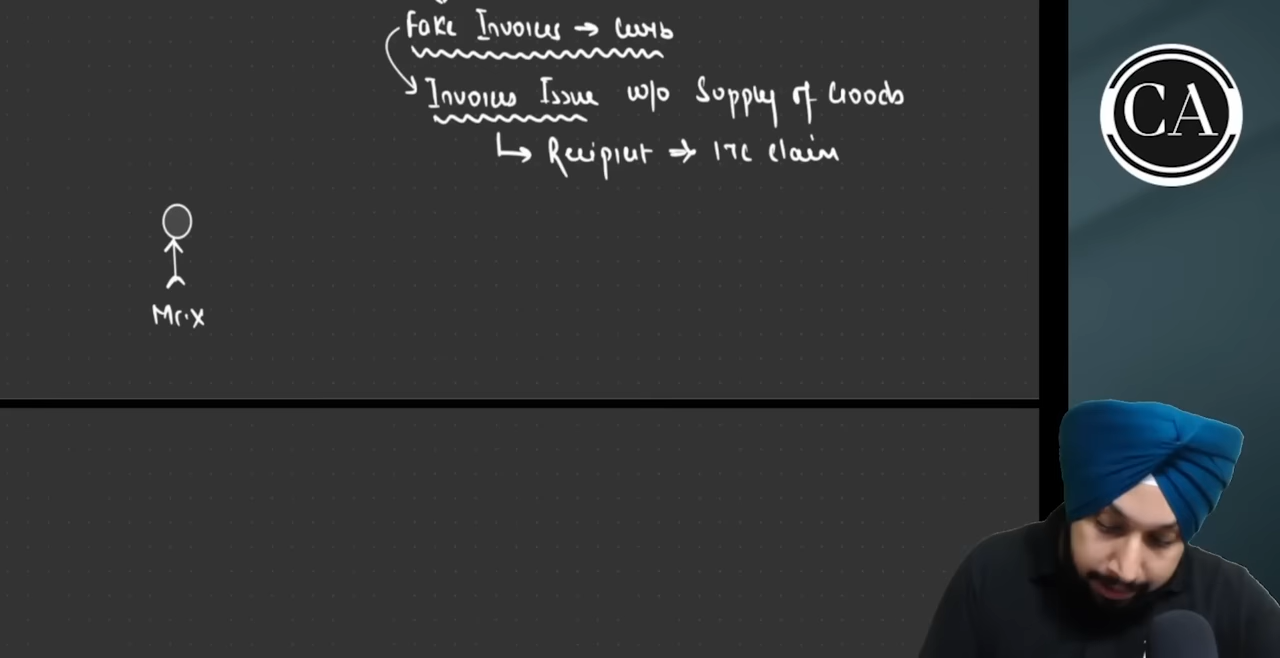 Fake Invoices → Curb
Invoices Issue w/o Supply of Goods
Recipient → ITC claim
Mr.X
CA